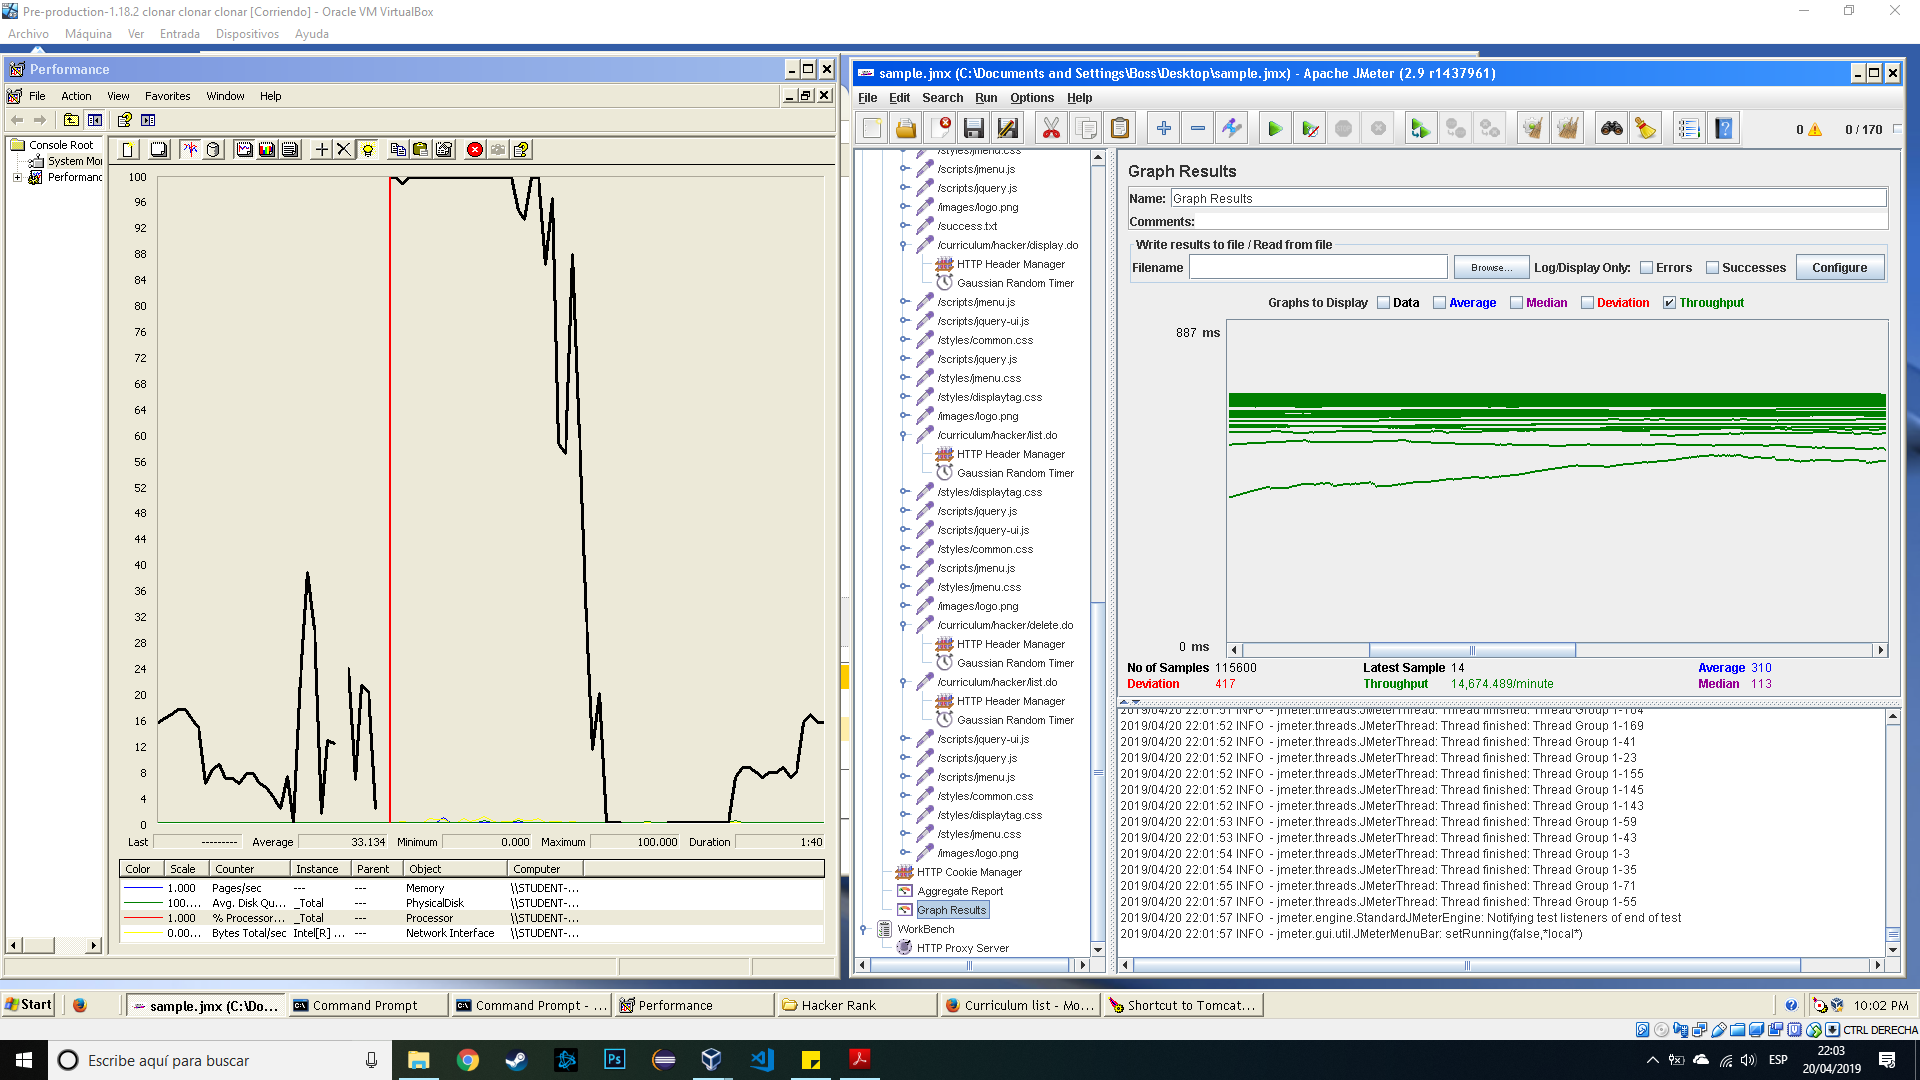 Pre-production-1.18.2 clonar clonar clonar [Corriendo] - Oracle VM VirtualBox
Archivo Máquina Ver Entrada Dispositivos Ayuda
Performance
File Action View Favorites Window Help
Console Root
System Mo
Performanc
100
96
92
88
84
80
76
72
68
64
60
56
52
48
44
40
36
32
28
24
20
16
12
8
4
0
Last --------- Average 33.134 Minimum 0.000 Maximum 100.000 Duration 1:40
Color Scale Counter Instance Parent Object Computer
1.000 Pages/sec --- --- Memory \\STUDENT-...
100.... Avg. Disk Qu... _Total --- PhysicalDisk \\STUDENT-...
1.000 % Processor... _Total --- Processor \\STUDENT-...
0.00... Bytes Total/sec Intel[R] ... --- Network Interface \\STUDENT-...
sample.jmx (C:\Documents and Settings\Boss\Desktop\sample.jmx) - Apache JMeter (2.9 r1437961)
File Edit Search Run Options Help
0 0 / 170
/styles/jmenu.css
/scripts/jmenu.js
/scripts/jquery.js
/images/logo.png
/success.txt
/curriculum/hacker/display.do
HTTP Header Manager
Gaussian Random Timer
/scripts/jmenu.js
/scripts/jquery-ui.js
/styles/common.css
/scripts/jquery.js
/styles/jmenu.css
/styles/displaytag.css
/images/logo.png
/curriculum/hacker/list.do
HTTP Header Manager
Gaussian Random Timer
/styles/displaytag.css
/scripts/jquery.js
/scripts/jquery-ui.js
/styles/common.css
/scripts/jmenu.js
/styles/jmenu.css
/images/logo.png
/curriculum/hacker/delete.do
HTTP Header Manager
Gaussian Random Timer
/curriculum/hacker/list.do
HTTP Header Manager
Gaussian Random Timer
/scripts/jquery-ui.js
/scripts/jquery.js
/scripts/jmenu.js
/styles/common.css
/styles/displaytag.css
/styles/jmenu.css
/images/logo.png
HTTP Cookie Manager
Aggregate Report
Graph Results
WorkBench
HTTP Proxy Server
Graph Results
Name: Graph Results
Comments:
Write results to file / Read from file
Filename Browse... Log/Display Only: Errors Successes Configure
Graphs to Display Data Average Median Deviation Throughput
887 ms
0 ms
No of Samples 115600 Latest Sample 14 Average 310
Deviation 417 Throughput 14,674.489/minute Median 113
2019/04/20 22:01:51 INFO - jmeter.threads.JMeterThread: Thread finished: Thread Group 1-104
2019/04/20 22:01:52 INFO - jmeter.threads.JMeterThread: Thread finished: Thread Group 1-169
2019/04/20 22:01:52 INFO - jmeter.threads.JMeterThread: Thread finished: Thread Group 1-41
2019/04/20 22:01:52 INFO - jmeter.threads.JMeterThread: Thread finished: Thread Group 1-23
2019/04/20 22:01:52 INFO - jmeter.threads.JMeterThread: Thread finished: Thread Group 1-155
2019/04/20 22:01:52 INFO - jmeter.threads.JMeterThread: Thread finished: Thread Group 1-145
2019/04/20 22:01:52 INFO - jmeter.threads.JMeterThread: Thread finished: Thread Group 1-143
2019/04/20 22:01:53 INFO - jmeter.threads.JMeterThread: Thread finished: Thread Group 1-59
2019/04/20 22:01:53 INFO - jmeter.threads.JMeterThread: Thread finished: Thread Group 1-43
2019/04/20 22:01:54 INFO - jmeter.threads.JMeterThread: Thread finished: Thread Group 1-3
2019/04/20 22:01:54 INFO - jmeter.threads.JMeterThread: Thread finished: Thread Group 1-35
2019/04/20 22:01:55 INFO - jmeter.threads.JMeterThread: Thread finished: Thread Group 1-71
2019/04/20 22:01:57 INFO - jmeter.threads.JMeterThread: Thread finished: Thread Group 1-55
2019/04/20 22:01:57 INFO - jmeter.engine.StandardJMeterEngine: Notifying test listeners of end of test
2019/04/20 22:01:57 INFO - jmeter.gui.util.JMeterMenuBar: setRunning(false,*local*)
Start sample.jmx (C:\Do... Command Prompt Command Prompt - ... Performance Hacker Rank Curriculum list - Mo... Shortcut to Tomcat... 10:02 PM
CTRL DERECHA
Escribe aquí para buscar
ESP
22:03
20/04/2019